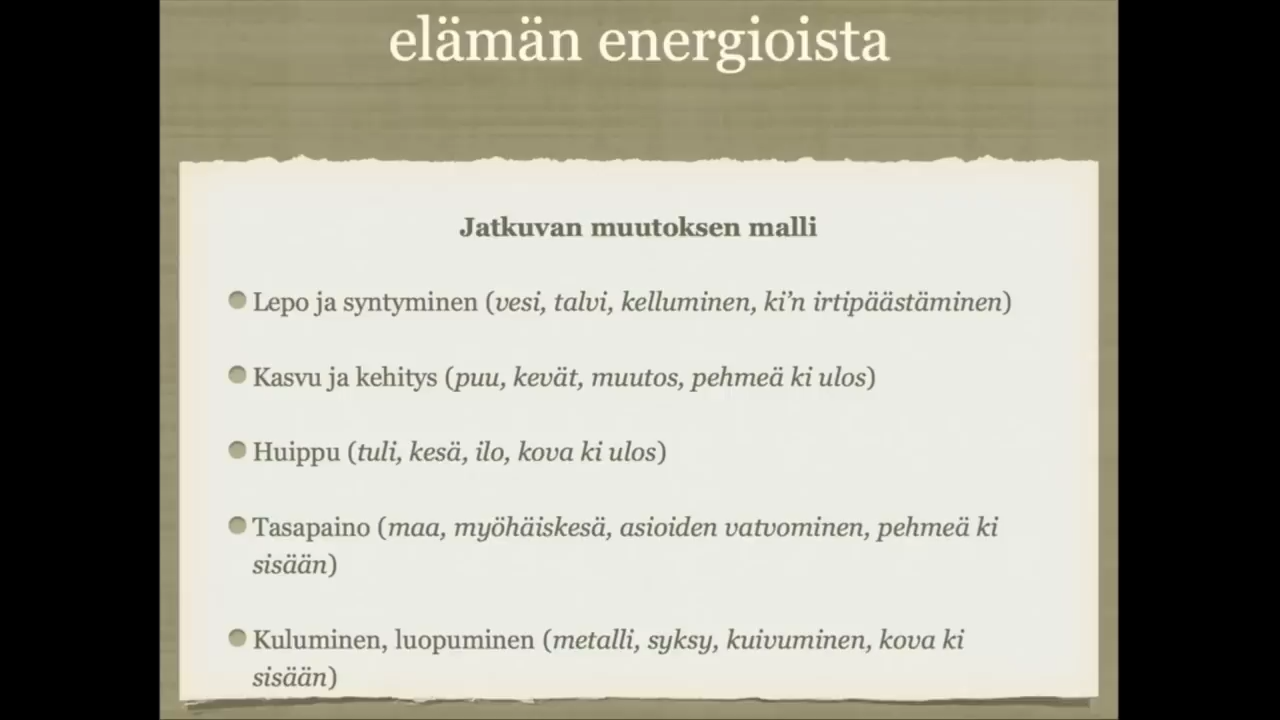 elämän energioista
Jatkuvan muutoksen malli
Lepo ja syntyminen (vesi, talvi, kelluminen, ki’n irtipäästäminen)
Kasvu ja kehitys (puu, kevät, muutos, pehmeä ki ulos)
Huippu (tuli, kesä, ilo, kova ki ulos)
Tasapaino (maa, myöhäiskesä, asioiden vatvominen, pehmeä ki
sisään)
Kuluminen, luopuminen (metalli, syksy, kuivuminen, kova ki
sisään)